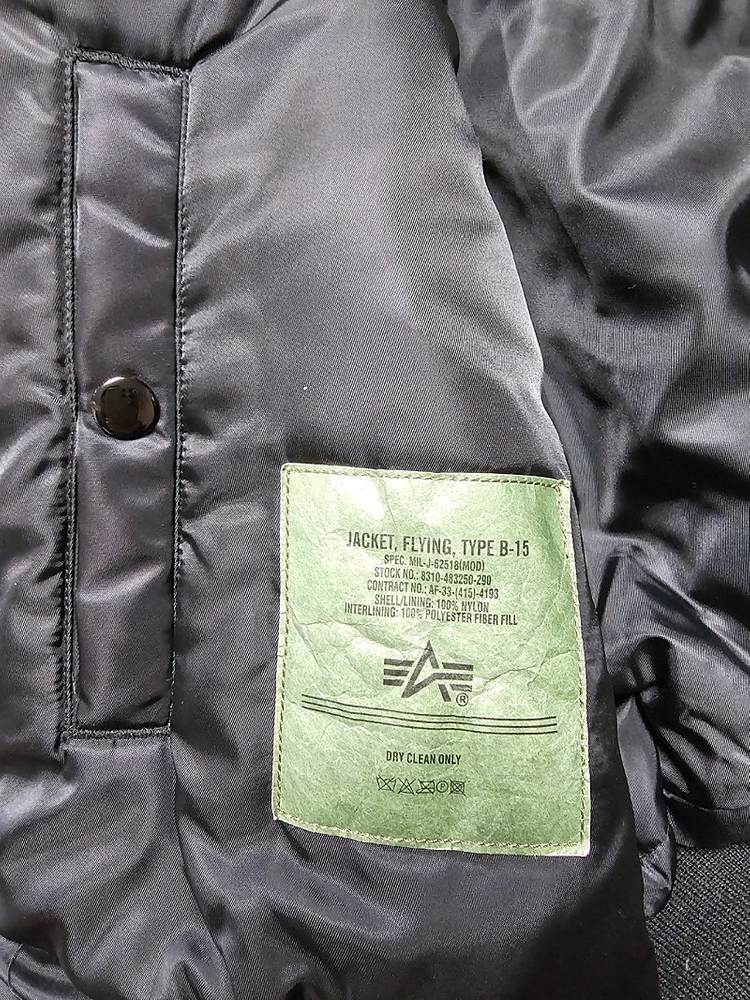 JACKET, FLYING, TYPE B-15
SPEC. MIL-J-62518(MOD)
STOCK NO.: 8310-483250-290
CONTRACT NO.: AF-33-(415)-4193
SHELL/LINING: 100% NYLON
INTERLINING: 100% POLYESTER FIBER FILL
®
DRY CLEAN ONLY
P